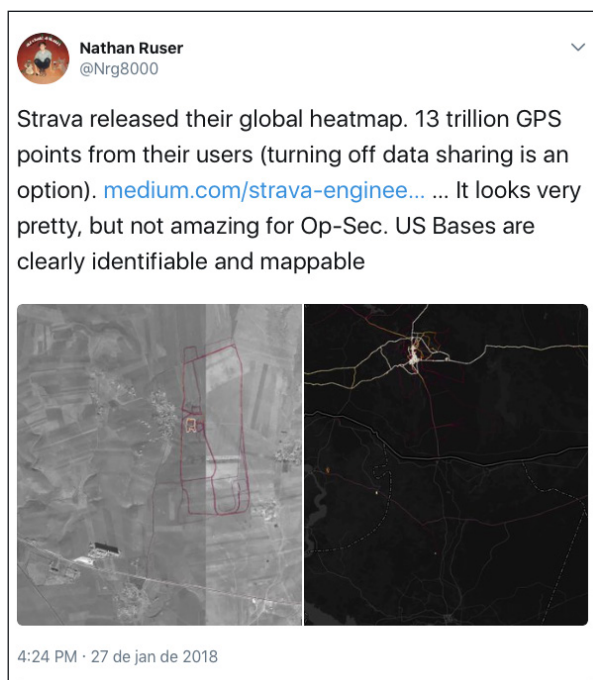 Nathan Ruser
@Nrg8000
Strava released their global heatmap. 13 trillion GPS
points from their users (turning off data sharing is an
option). medium.com/strava-enginee... ... It looks very
pretty, but not amazing for Op-Sec. US Bases are
clearly identifiable and mappable
4:24 PM · 27 de jan de 2018